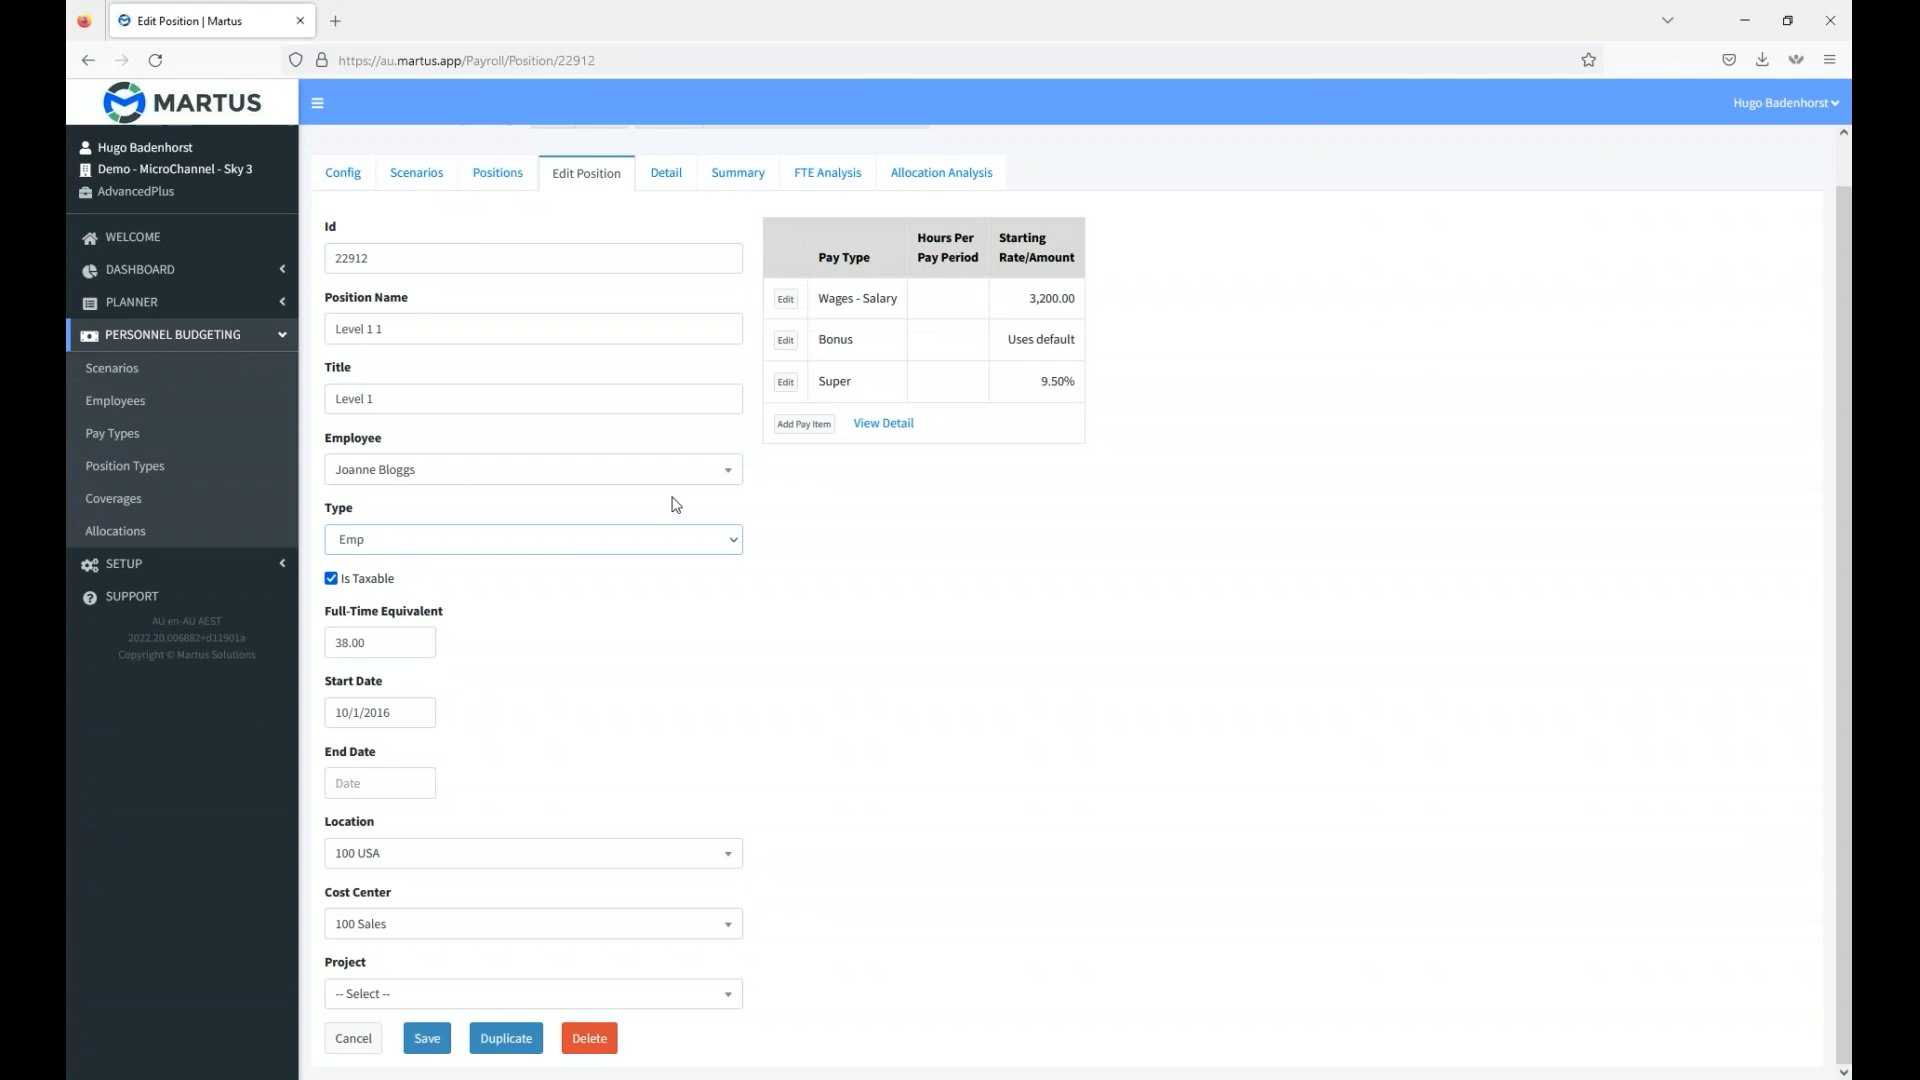 Edit Position | Martus
https://au.martus.app/Payroll/Position/22912
MARTUS
Hugo Badenhorst
Hugo Badenhorst
Demo - MicroChannel - Sky 3
AdvancedPlus
WELCOME
DASHBOARD
PLANNER
PERSONNEL BUDGETING
Scenarios
Employees
Pay Types
Position Types
Coverages
Allocations
SETUP
SUPPORT
AU en-AU AEST
2022.20.006882+d11901a
Copyright © Martus Solutions
Config Scenarios Positions Edit Position Detail Summary FTE Analysis Allocation Analysis
Id
22912
Position Name
Level 1 1
Title
Level 1
Employee
Joanne Bloggs
Type
Emp
Is Taxable
Full-Time Equivalent
38.00
Start Date
10/1/2016
End Date
Date
Location
100 USA
Cost Center
100 Sales
Project
-- Select --
Cancel Save Duplicate Delete
Pay Type Hours Per Pay Period Starting Rate/Amount
Edit Wages - Salary 3,200.00
Edit Bonus Uses default
Edit Super 9.50%
Add Pay Item View Detail